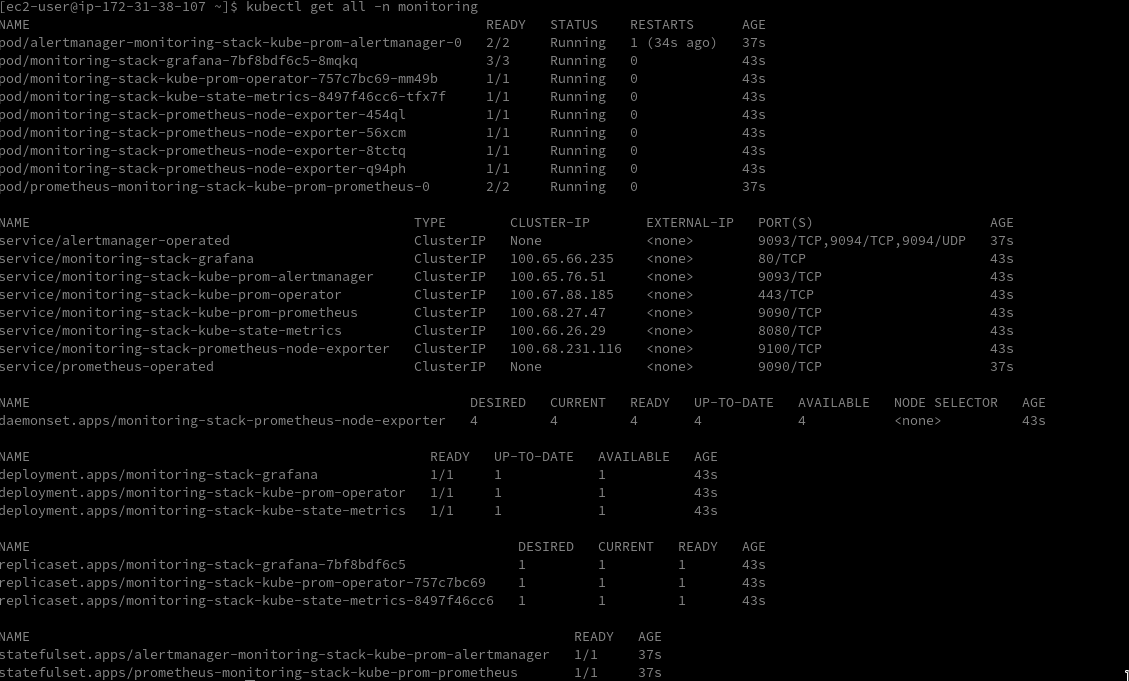 [ec2-user@ip-172-31-38-107 ~]$ kubectl get all -n monitoring
NAME READY STATUS RESTARTS AGE
pod/alertmanager-monitoring-stack-kube-prom-alertmanager-0 2/2 Running 1 (34s ago) 37s
pod/monitoring-stack-grafana-7bf8bdf6c5-8mqkq 3/3 Running 0 43s
pod/monitoring-stack-kube-prom-operator-757c7bc69-mm49b 1/1 Running 0 43s
pod/monitoring-stack-kube-state-metrics-8497f46cc6-tfx7f 1/1 Running 0 43s
pod/monitoring-stack-prometheus-node-exporter-454ql 1/1 Running 0 43s
pod/monitoring-stack-prometheus-node-exporter-56xcm 1/1 Running 0 43s
pod/monitoring-stack-prometheus-node-exporter-8tctq 1/1 Running 0 43s
pod/monitoring-stack-prometheus-node-exporter-q94ph 1/1 Running 0 43s
pod/prometheus-monitoring-stack-kube-prom-prometheus-0 2/2 Running 0 37s
NAME TYPE CLUSTER-IP EXTERNAL-IP PORT(S) AGE
service/alertmanager-operated ClusterIP None <none> 9093/TCP,9094/TCP,9094/UDP 37s
service/monitoring-stack-grafana ClusterIP 100.65.66.235 <none> 80/TCP 43s
service/monitoring-stack-kube-prom-alertmanager ClusterIP 100.65.76.51 <none> 9093/TCP 43s
service/monitoring-stack-kube-prom-operator ClusterIP 100.67.88.185 <none> 443/TCP 43s
service/monitoring-stack-kube-prom-prometheus ClusterIP 100.68.27.47 <none> 9090/TCP 43s
service/monitoring-stack-kube-state-metrics ClusterIP 100.66.26.29 <none> 8080/TCP 43s
service/monitoring-stack-prometheus-node-exporter ClusterIP 100.68.231.116 <none> 9100/TCP 43s
service/prometheus-operated ClusterIP None <none> 9090/TCP 37s
NAME DESIRED CURRENT READY UP-TO-DATE AVAILABLE NODE SELECTOR AGE
daemonset.apps/monitoring-stack-prometheus-node-exporter 4 4 4 4 4 <none> 43s
NAME READY UP-TO-DATE AVAILABLE AGE
deployment.apps/monitoring-stack-grafana 1/1 1 1 43s
deployment.apps/monitoring-stack-kube-prom-operator 1/1 1 1 43s
deployment.apps/monitoring-stack-kube-state-metrics 1/1 1 1 43s
NAME DESIRED CURRENT READY AGE
replicaset.apps/monitoring-stack-grafana-7bf8bdf6c5 1 1 1 43s
replicaset.apps/monitoring-stack-kube-prom-operator-757c7bc69 1 1 1 43s
replicaset.apps/monitoring-stack-kube-state-metrics-8497f46cc6 1 1 1 43s
NAME READY AGE
statefulset.apps/alertmanager-monitoring-stack-kube-prom-alertmanager 1/1 37s
statefulset.apps/prometheus-monitoring-stack-kube-prom-prometheus 1/1 37s